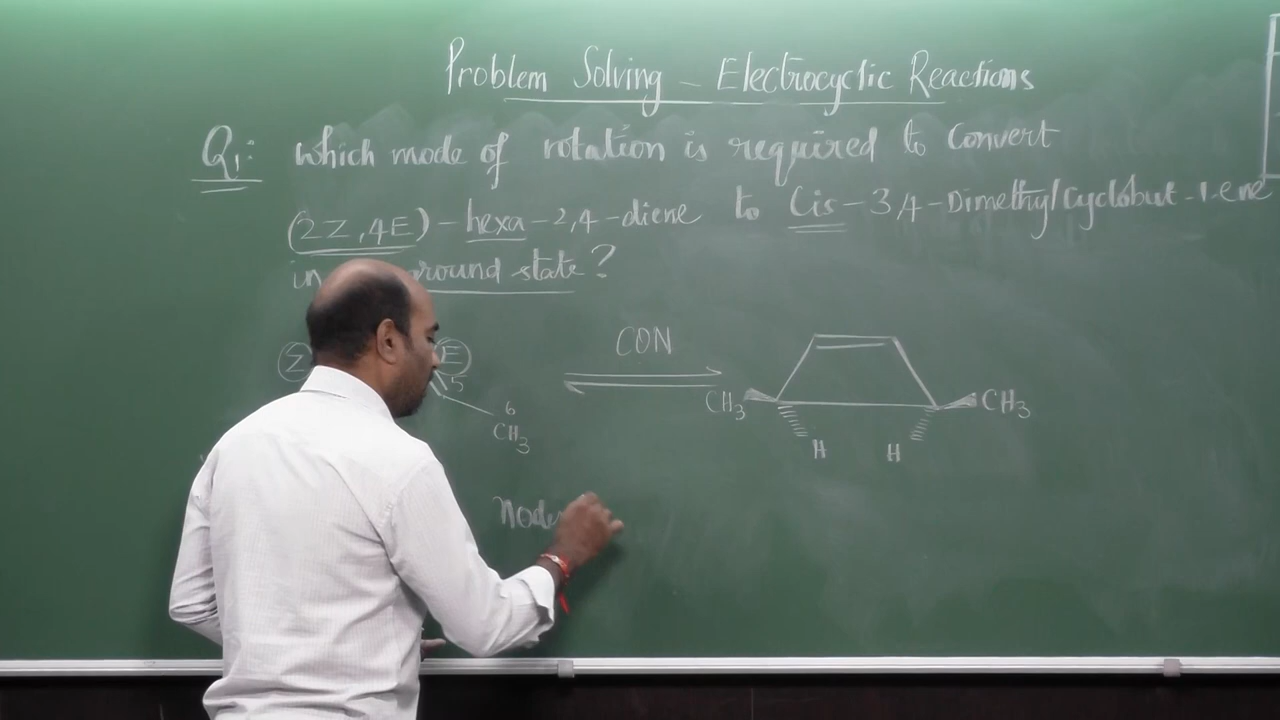 Problem Solving - Electrocyclic Reactions
Q1: which mode of rotation is required to convert
(2Z,4E)-hexa-2,4-diene to Cis-3,4-Dimethylcyclobut-1-ene
in round state?
CON
Z E
5
6
CH3
CH3 CH3
H H
Node